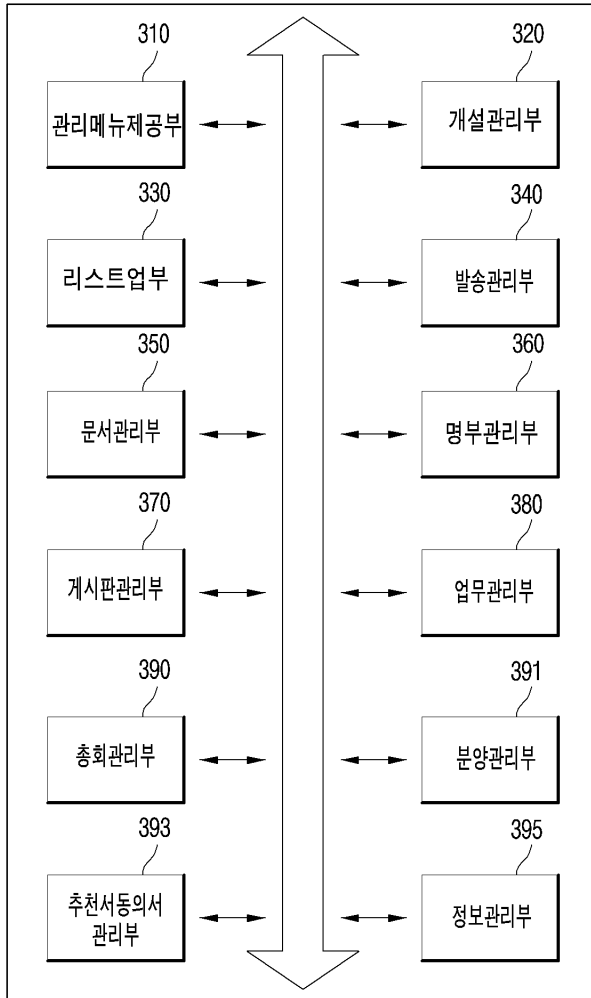 310
320
관리메뉴제공부
개설관리부
330
340
리스트업부
발송관리부
350
360
문서관리부
명부관리부
370
380
게시판관리부
업무관리부
390
391
총회관리부
분양관리부
393
395
추천서동의서
관리부
정보관리부